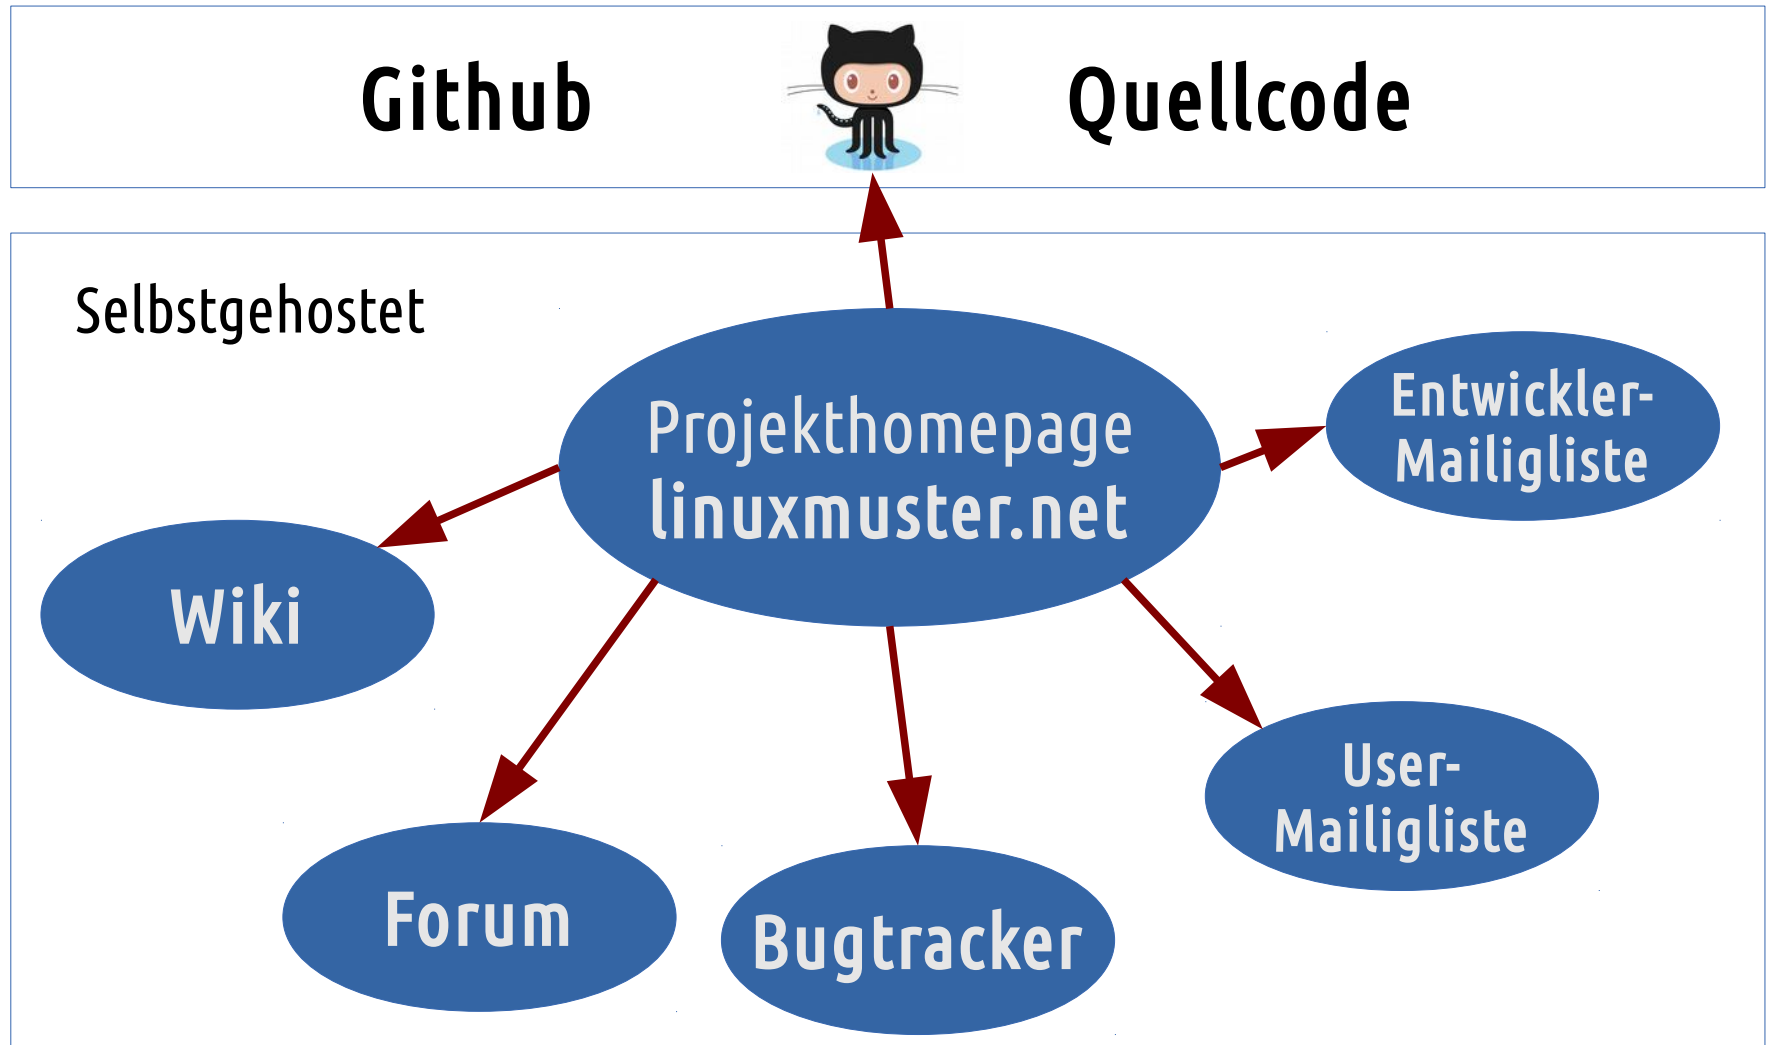 Github Quellcode
Selbstgehostet
Projekthomepage
linuxmuster.net
Entwickler-
Mailigliste
Wiki
User-
Mailigliste
Forum
Bugtracker